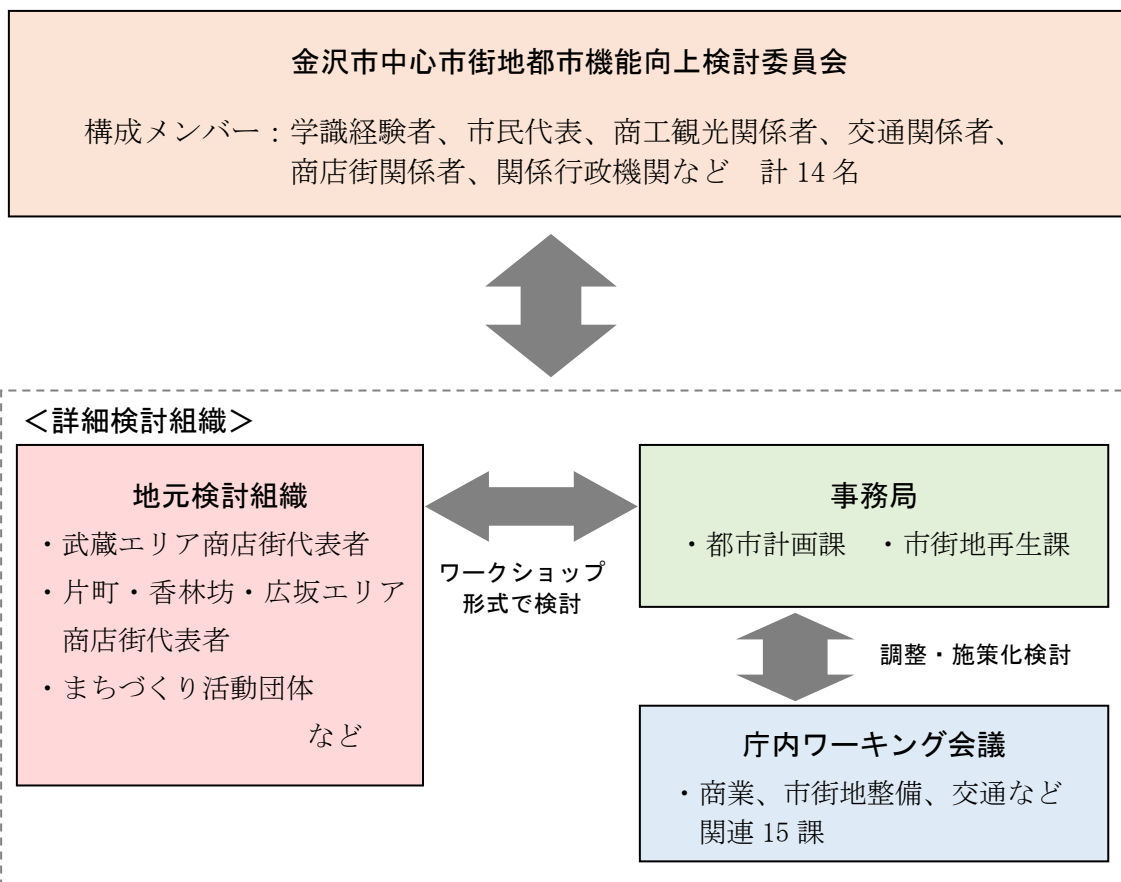 金沢市中心市街地都市機能向上検討委員会
構成メンバー：学識経験者、市民代表、商工観光関係者、交通関係者、
商店街関係者、関係行政機関など　計 14 名
＜詳細検討組織＞
地元検討組織
・武蔵エリア商店街代表者
・片町・香林坊・広坂エリア
商店街代表者
・まちづくり活動団体
など
ワークショップ
形式で検討
事務局
・都市計画課　・市街地再生課
調整・施策化検討
庁内ワーキング会議
・商業、市街地整備、交通など
関連 15 課